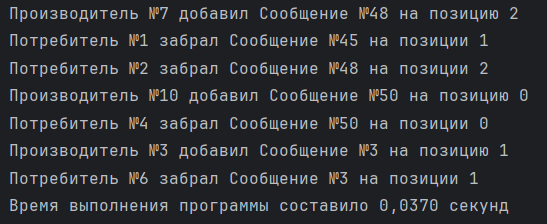 Производитель №7 добавил Сообщение №48 на позицию 2
Потребитель №1 забрал Сообщение №45 на позиции 1
Потребитель №2 забрал Сообщение №48 на позиции 2
Производитель №10 добавил Сообщение №50 на позицию 0
Потребитель №4 забрал Сообщение №50 на позиции 0
Производитель №3 добавил Сообщение №3 на позицию 1
Потребитель №6 забрал Сообщение №3 на позиции 1
Время выполнения программы составило 0,0370 секунд